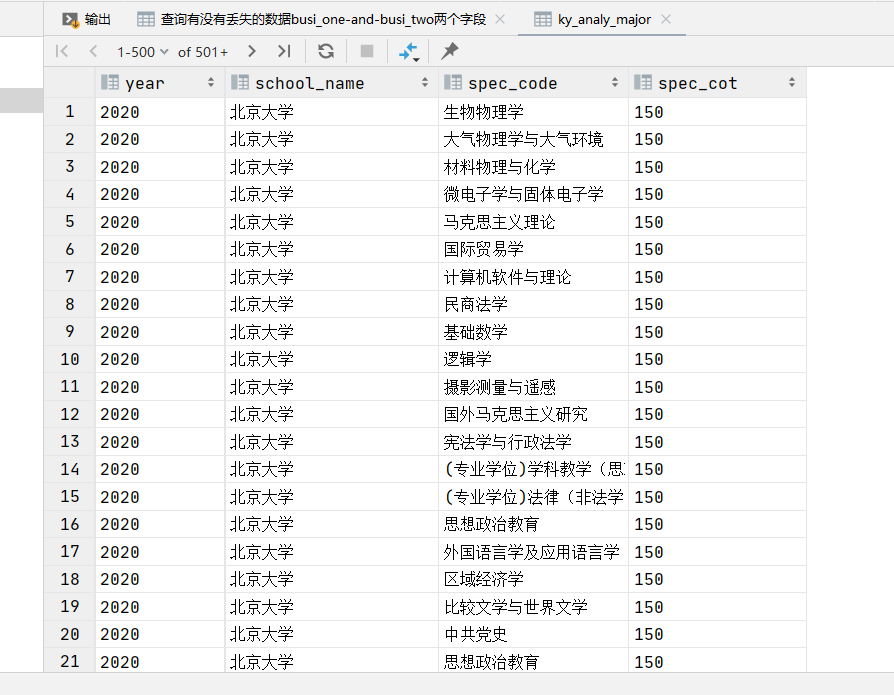 输出 查询有没有丢失的数据busi_one-and-busi_two两个字段 ky_analy_major
1-500 of 501+
year school_name spec_code spec_cot
1 2020 北京大学 生物物理学 150
2 2020 北京大学 大气物理学与大气环境 150
3 2020 北京大学 材料物理与化学 150
4 2020 北京大学 微电子学与固体电子学 150
5 2020 北京大学 马克思主义理论 150
6 2020 北京大学 国际贸易学 150
7 2020 北京大学 计算机软件与理论 150
8 2020 北京大学 民商法学 150
9 2020 北京大学 基础数学 150
10 2020 北京大学 逻辑学 150
11 2020 北京大学 摄影测量与遥感 150
12 2020 北京大学 国外马克思主义研究 150
13 2020 北京大学 宪法学与行政法学 150
14 2020 北京大学 (专业学位)学科教学（思 150
15 2020 北京大学 (专业学位)法律（非法学 150
16 2020 北京大学 思想政治教育 150
17 2020 北京大学 外国语言学及应用语言学 150
18 2020 北京大学 区域经济学 150
19 2020 北京大学 比较文学与世界文学 150
20 2020 北京大学 中共党史 150
21 2020 北京大学 思想政治教育 150